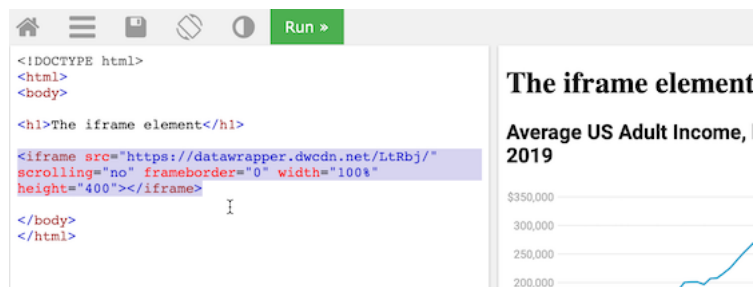 Run »
<!DOCTYPE html>
<html>
<body>
<h1>The iframe element</h1>
<iframe src="https://datawrapper.dwcdn.net/LtRbj/"
scrolling="no" frameborder="0" width="100%"
height="400"></iframe>
</body>
</html>
The iframe element
Average US Adult Income,
2019
$350,000
300,000
250,000
200,000